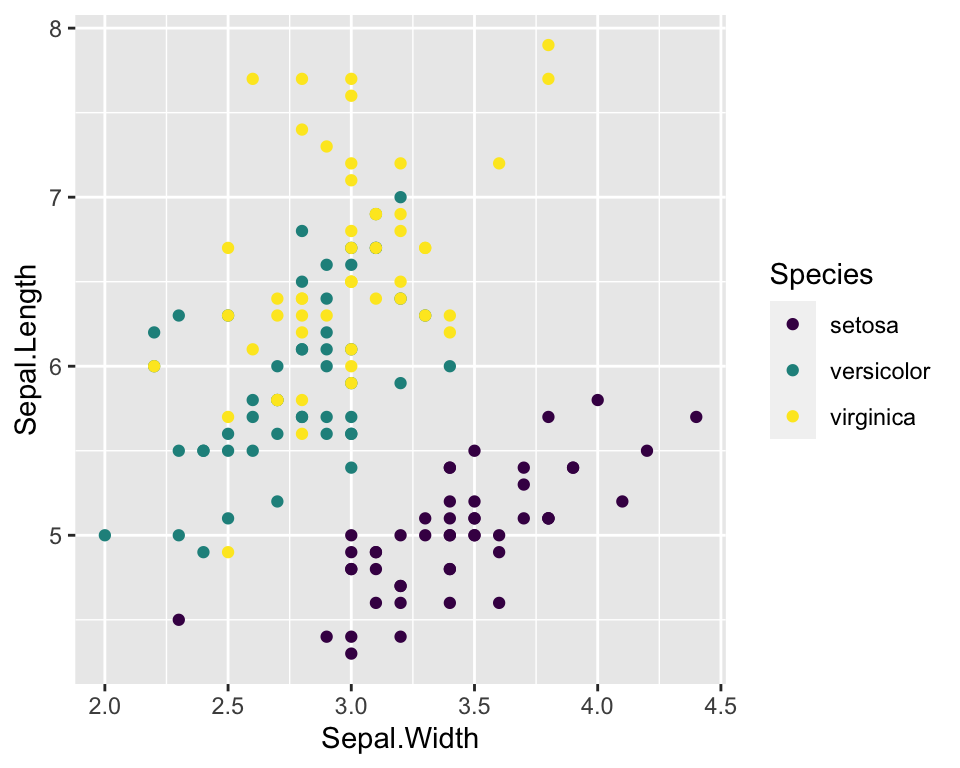 8
7
6
5
Sepal.Length
2.0 2.5 3.0 3.5 4.0 4.5
Sepal.Width
Species
setosa
versicolor
virginica